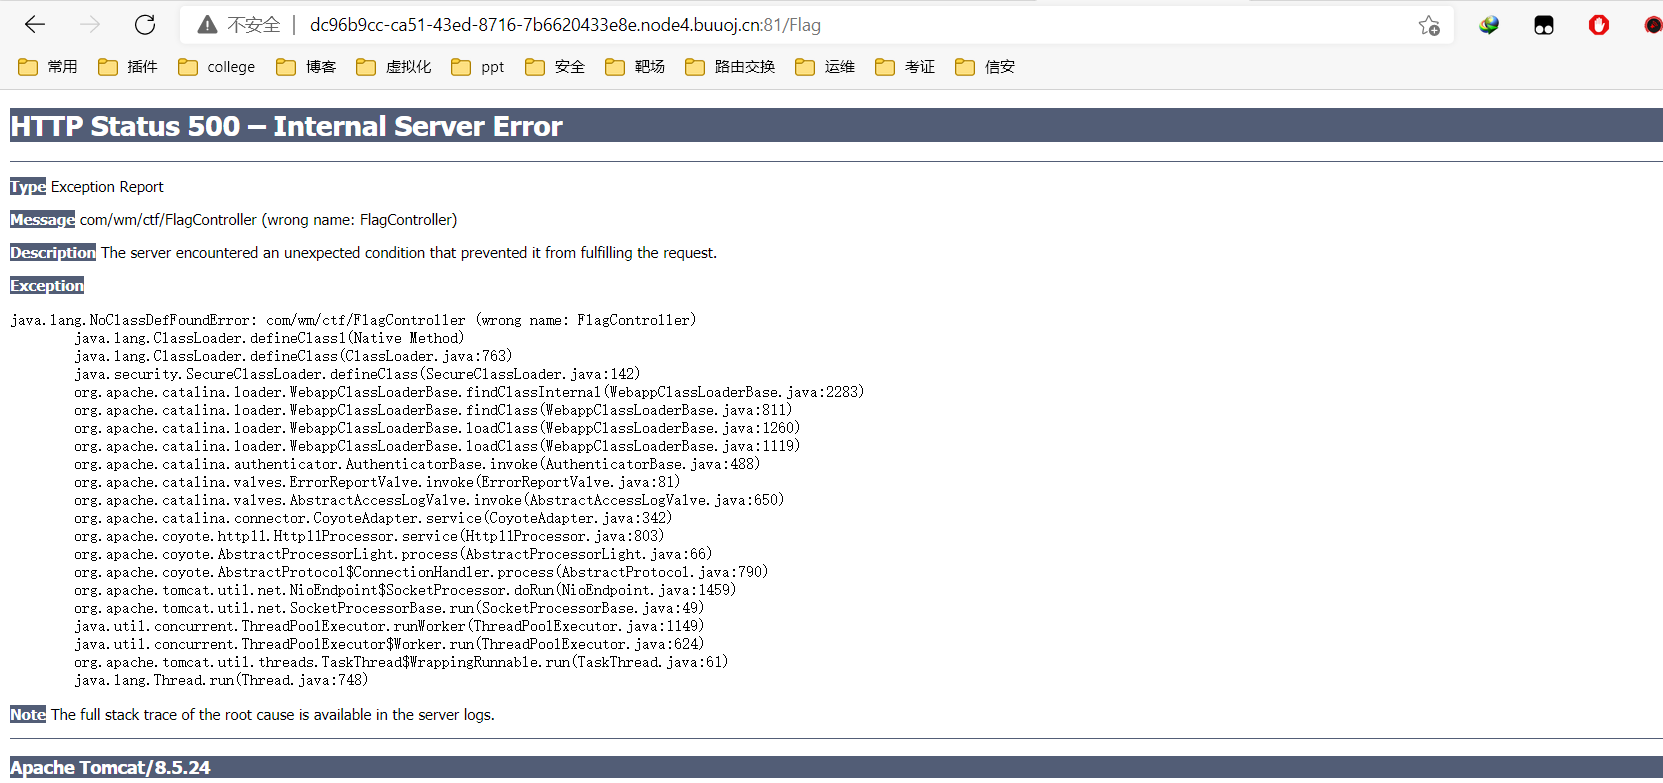 不安全 dc96b9cc-ca51-43ed-8716-7b6620433e8e.node4.buuoj.cn:81/Flag
常用 插件 college 博客 虚拟化 ppt 安全 靶场 路由交换 运维 考证 信安
HTTP Status 500 – Internal Server Error
Type Exception Report
Message com/wm/ctf/FlagController (wrong name: FlagController)
Description The server encountered an unexpected condition that prevented it from fulfilling the request.
Exception
java.lang.NoClassDefFoundError: com/wm/ctf/FlagController (wrong name: FlagController)
java.lang.ClassLoader.defineClass1(Native Method)
java.lang.ClassLoader.defineClass(ClassLoader.java:763)
java.security.SecureClassLoader.defineClass(SecureClassLoader.java:142)
org.apache.catalina.loader.WebappClassLoaderBase.findClassInternal(WebappClassLoaderBase.java:2283)
org.apache.catalina.loader.WebappClassLoaderBase.findClass(WebappClassLoaderBase.java:811)
org.apache.catalina.loader.WebappClassLoaderBase.loadClass(WebappClassLoaderBase.java:1260)
org.apache.catalina.loader.WebappClassLoaderBase.loadClass(WebappClassLoaderBase.java:1119)
org.apache.catalina.authenticator.AuthenticatorBase.invoke(AuthenticatorBase.java:488)
org.apache.catalina.valves.ErrorReportValve.invoke(ErrorReportValve.java:81)
org.apache.catalina.valves.AbstractAccessLogValve.invoke(AbstractAccessLogValve.java:650)
org.apache.catalina.connector.CoyoteAdapter.service(CoyoteAdapter.java:342)
org.apache.coyote.http11.Http11Processor.service(Http11Processor.java:803)
org.apache.coyote.AbstractProcessorLight.process(AbstractProcessorLight.java:66)
org.apache.coyote.AbstractProtocol$ConnectionHandler.process(AbstractProtocol.java:790)
org.apache.tomcat.util.net.NioEndpoint$SocketProcessor.doRun(NioEndpoint.java:1459)
org.apache.tomcat.util.net.SocketProcessorBase.run(SocketProcessorBase.java:49)
java.util.concurrent.ThreadPoolExecutor.runWorker(ThreadPoolExecutor.java:1149)
java.util.concurrent.ThreadPoolExecutor$Worker.run(ThreadPoolExecutor.java:624)
org.apache.tomcat.util.threads.TaskThread$WrappingRunnable.run(TaskThread.java:61)
java.lang.Thread.run(Thread.java:748)
Note The full stack trace of the root cause is available in the server logs.
Apache Tomcat/8.5.24